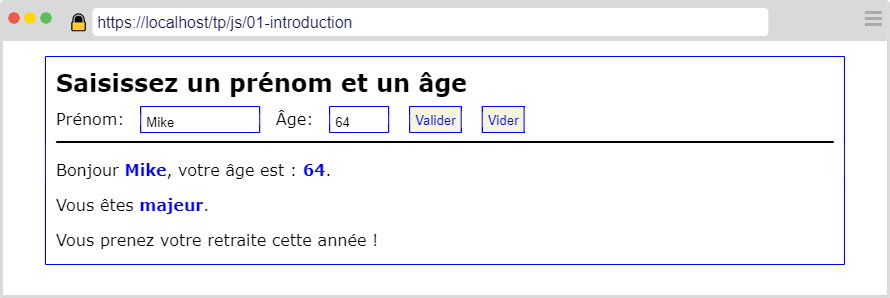 https://localhost/tp/js/01-introduction
Saisissez un prénom et un âge
Prénom: Mike Âge: 64 Valider Vider
Bonjour Mike, votre âge est : 64.
Vous êtes majeur.
Vous prenez votre retraite cette année !